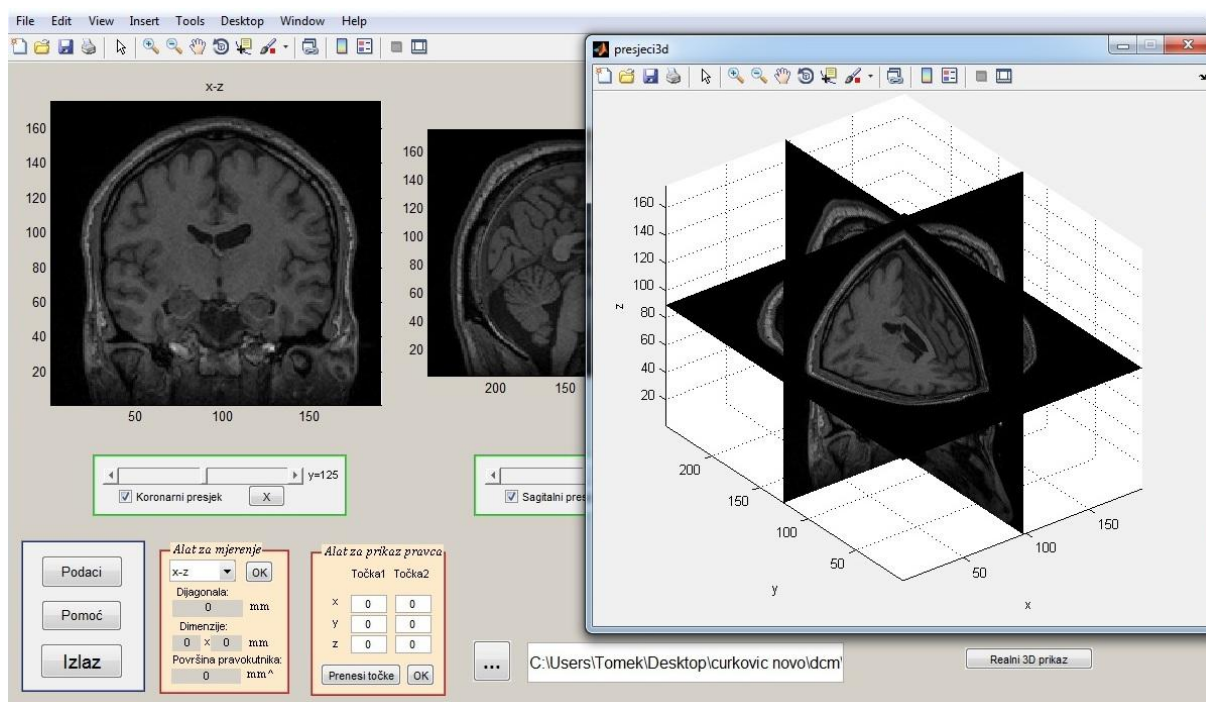 File Edit View Insert Tools Desktop Window Help
presjeci3d
x-z
160
140
120
100
80
60
40
20
50 100 150
160
140
120
100
80
60
40
20
200 150
160
140
120
100
80
60
40
20
z
200
150
100
50
y
50
100
150
x
y=125
Koronarni presjek X
Sagitalni pres
Podaci
Pomoć
Izlaz
Alat za mjerenje
x-z OK
Dijagonala:
0 mm
Dimenzije:
0 x 0 mm
Površina pravokutnika:
0 mm^
Alat za prikaz pravca
Točka1 Točka2
x 0 0
y 0 0
z 0 0
Prenesi točke OK
... C:\Users\Tomek\Desktop\curkovic novo\dcm\
Realni 3D prikaz